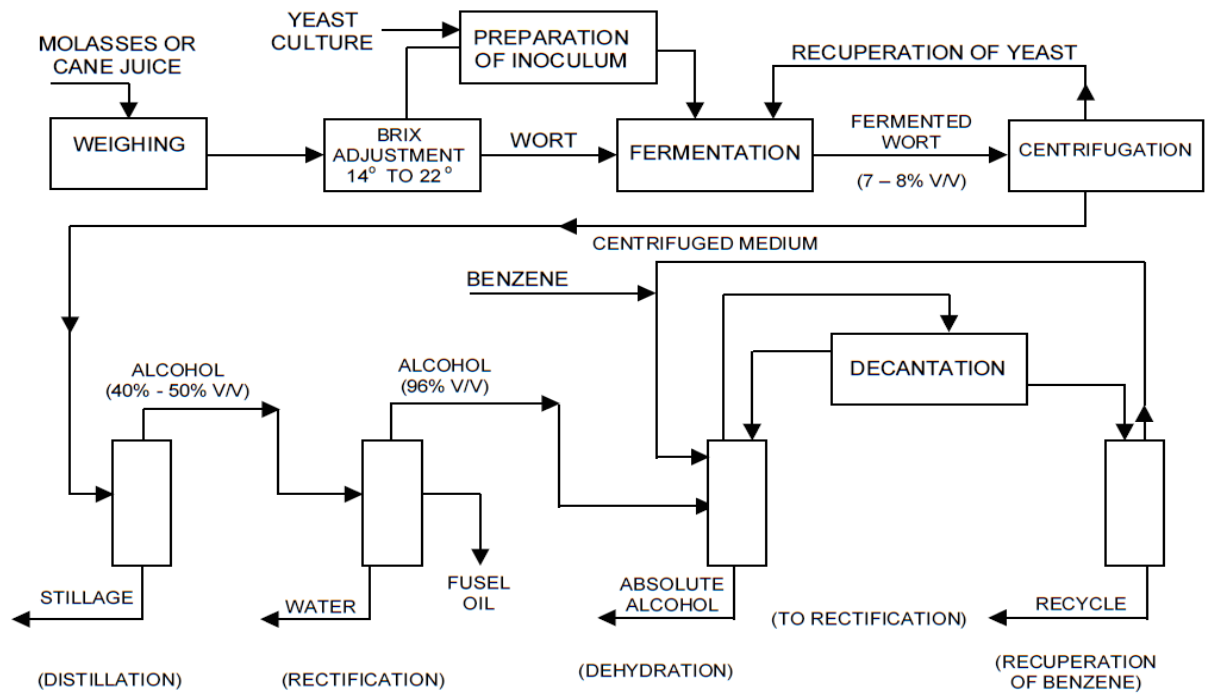 YEAST
CULTURE
PREPARATION
OF INOCULUM
MOLASSES OR
CANE JUICE
RECUPERATION OF YEAST
WEIGHING
BRIX
ADJUSTMENT
14° TO 22°
WORT
FERMENTATION
FERMENTED
WORT
(7 – 8% V/V)
CENTRIFUGATION
CENTRIFUGED MEDIUM
BENZENE
DECANTATION
ALCOHOL
(40% - 50% V/V)
ALCOHOL
(96% V/V)
STILLAGE
WATER
FUSEL
OIL
ABSOLUTE
ALCOHOL
(TO RECTIFICATION)
RECYCLE
(DISTILLATION)
(RECTIFICATION)
(DEHYDRATION)
(RECUPERATION
OF BENZENE)